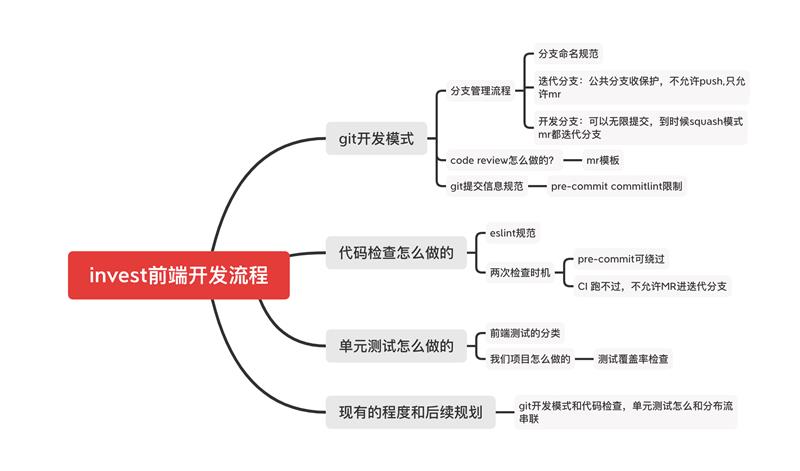 invest前端开发流程
git开发模式
分支管理流程
分支命名规范
迭代分支：公共分支收保护，不允许push,只允
许mr
开发分支：可以无限提交，到时候squash模式
mr都迭代分支
code review怎么做的？
mr模板
git提交信息规范
pre-commit commitlint限制
代码检查怎么做的
eslint规范
两次检查时机
pre-commit可绕过
CI 跑不过，不允许MR进迭代分支
单元测试怎么做的
前端测试的分类
我们项目怎么做的
测试覆盖率检查
现有的程度和后续规划
git开发模式和代码检查，单元测试怎么和分布流
串联